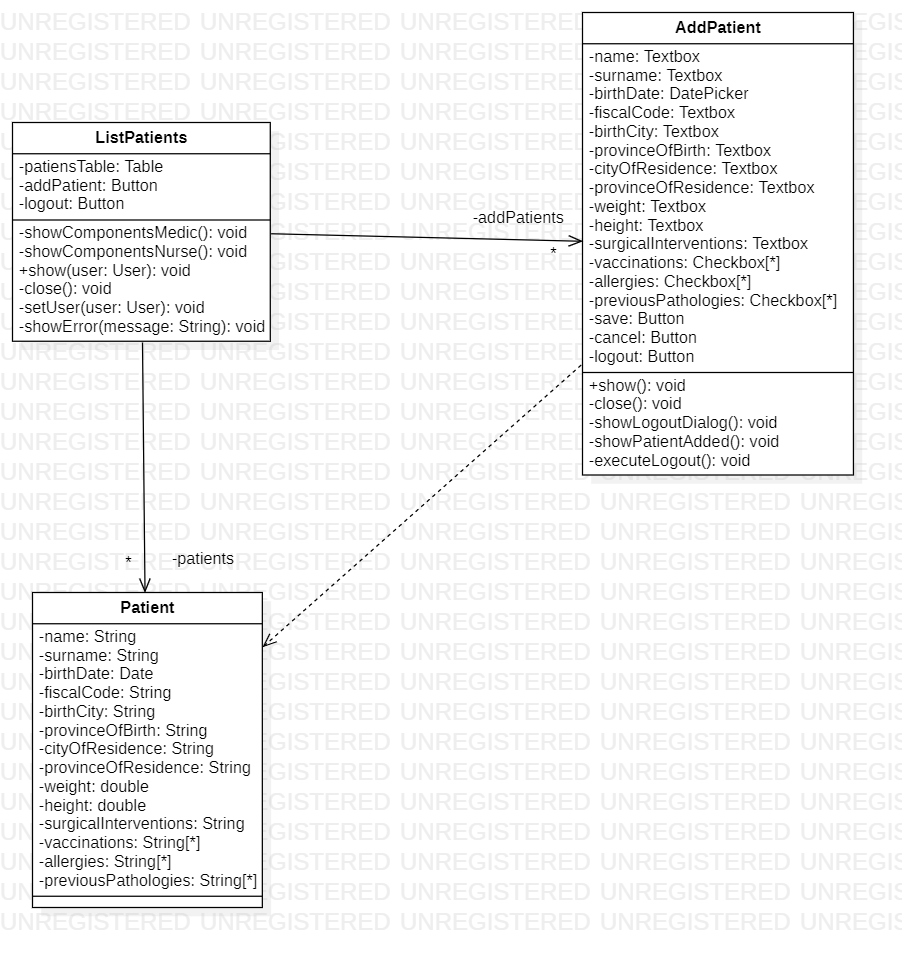 AddPatient
-name: Textbox
-surname: Textbox
-birthDate: DatePicker
-fiscalCode: Textbox
-birthCity: Textbox
-provinceOfBirth: Textbox
-cityOfResidence: Textbox
-provinceOfResidence: Textbox
-weight: Textbox
-height: Textbox
-surgicalInterventions: Textbox
-vaccinations: Checkbox[*]
-allergies: Checkbox[*]
-previousPathologies: Checkbox[*]
-save: Button
-cancel: Button
-logout: Button
+show(): void
-close(): void
-showLogoutDialog(): void
-showPatientAdded(): void
-executeLogout(): void
ListPatients
-patiensTable: Table
-addPatient: Button
-logout: Button
-showComponentsMedic(): void
-showComponentsNurse(): void
+show(user: User): void
-close(): void
-setUser(user: User): void
-showError(message: String): void
-addPatients
*
* -patients
Patient
-name: String
-surname: String
-birthDate: Date
-fiscalCode: String
-birthCity: String
-provinceOfBirth: String
-cityOfResidence: String
-provinceOfResidence: String
-weight: double
-height: double
-surgicalInterventions: String
-vaccinations: String[*]
-allergies: String[*]
-previousPathologies: String[*]
UNREGISTERED